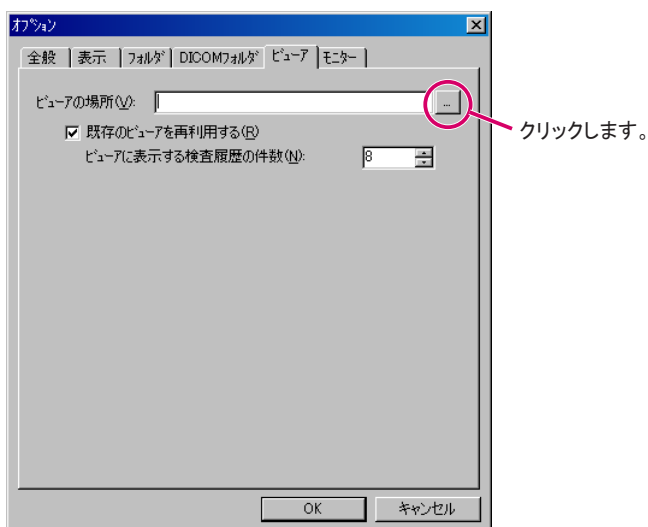 オプション
全般 表示 フォルダ DICOMフォルダ ビューア モニター
ビューアの場所(V): ...
クリックします。
既存のビューアを再利用する(R)
ビューアに表示する検査履歴の件数(N): 8
OK キャンセル